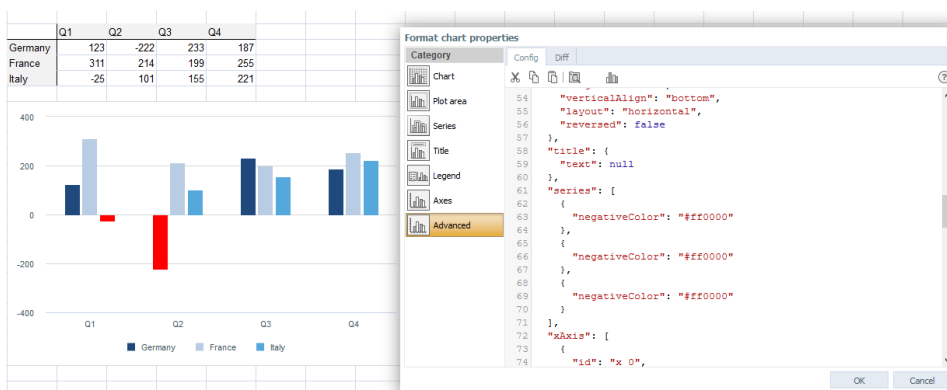 Q1 Q2 Q3 Q4
Germany 123 -222 233 187
France 311 214 199 255
Italy -25 101 155 221
400
200
0
-200
-400
Q1 Q2 Q3 Q4
Germany France Italy
Format chart properties
Category
Chart
Plot area
Series
Title
Legend
Axes
Advanced
Config Diff
54 "verticalAlign": "bottom",
55 "layout": "horizontal",
56 "reversed": false
57 },
58 "title": {
59 "text": null
60 },
61 "series": [
62 {
63 "negativeColor": "#ff0000"
64 },
65 {
66 "negativeColor": "#ff0000"
67 },
68 {
69 "negativeColor": "#ff0000"
70 }
71 ],
72 "xAxis": [
73 {
74 "id": "x 0",
OK Cancel